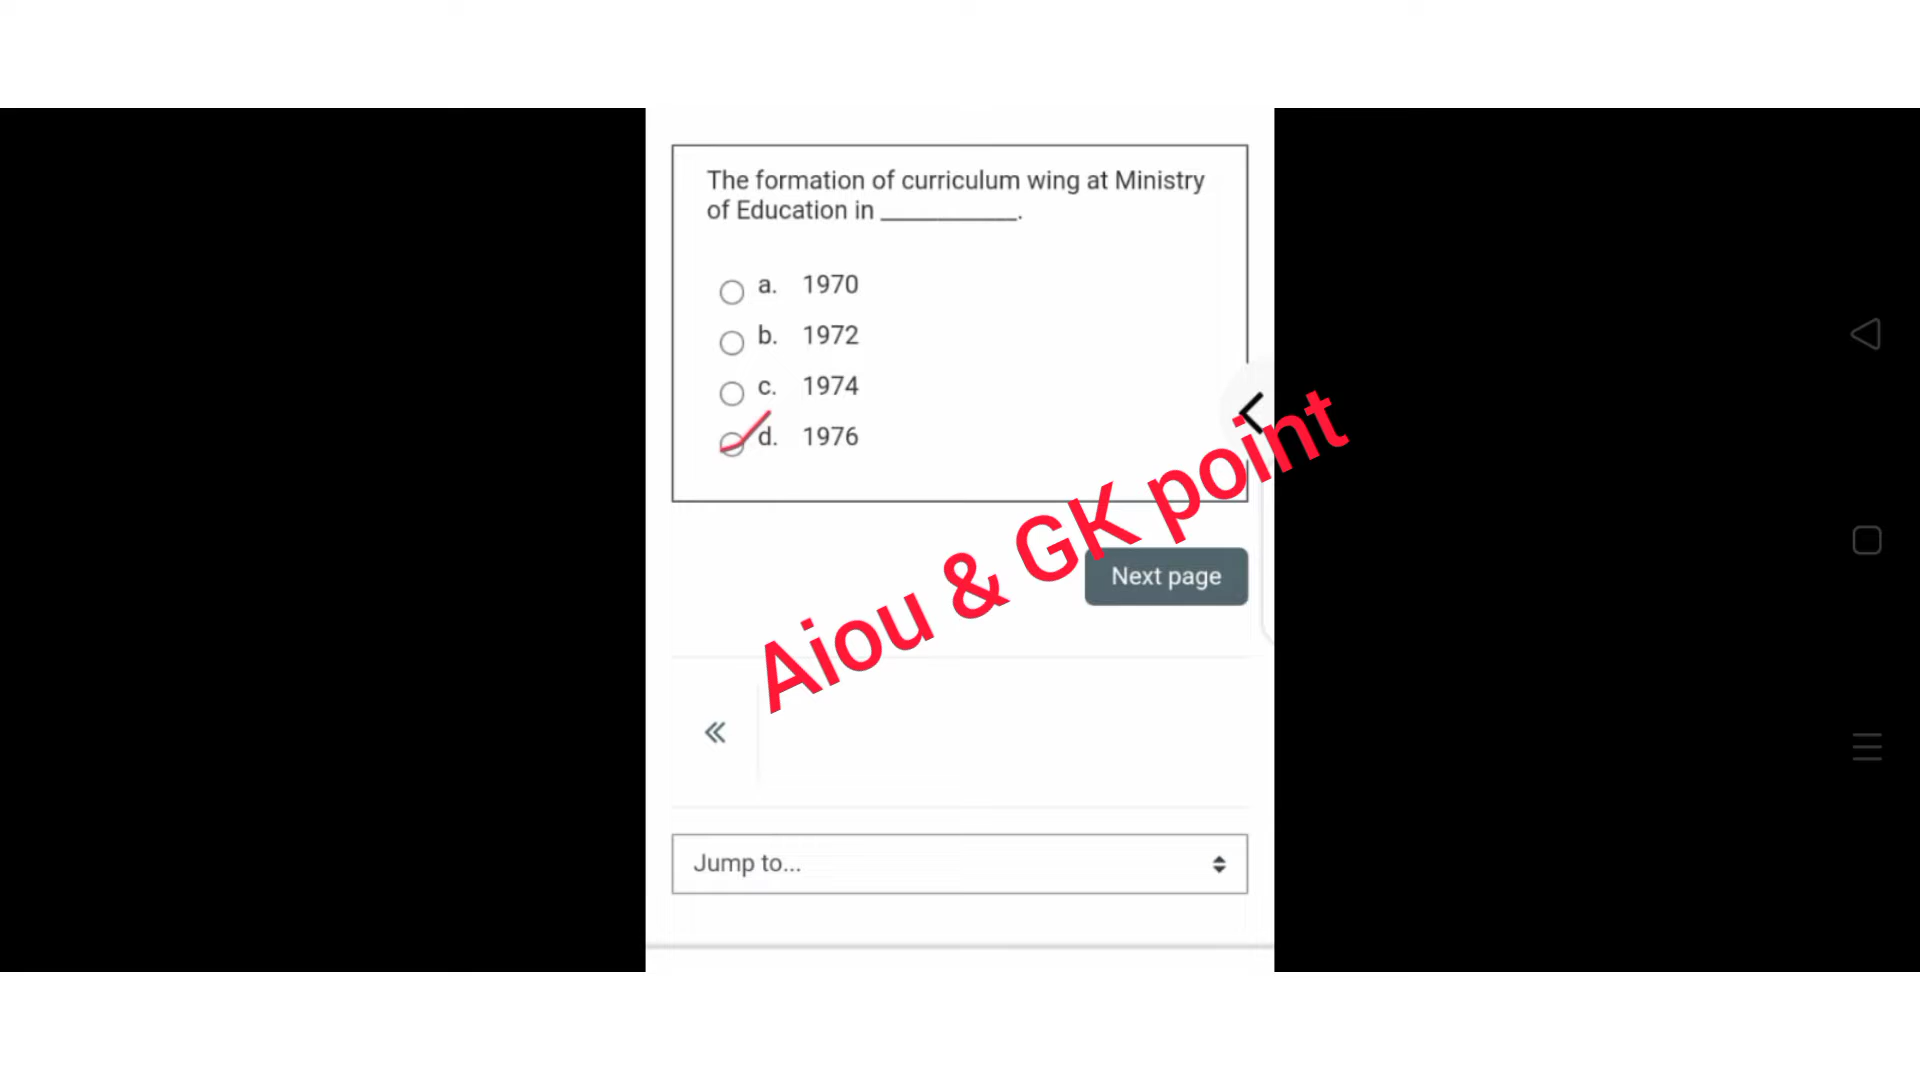 The formation of curriculum wing at Ministry
of Education in __________.
a. 1970
b. 1972
c. 1974
d. 1976
Aiou & GK point
Next page
«
Jump to...